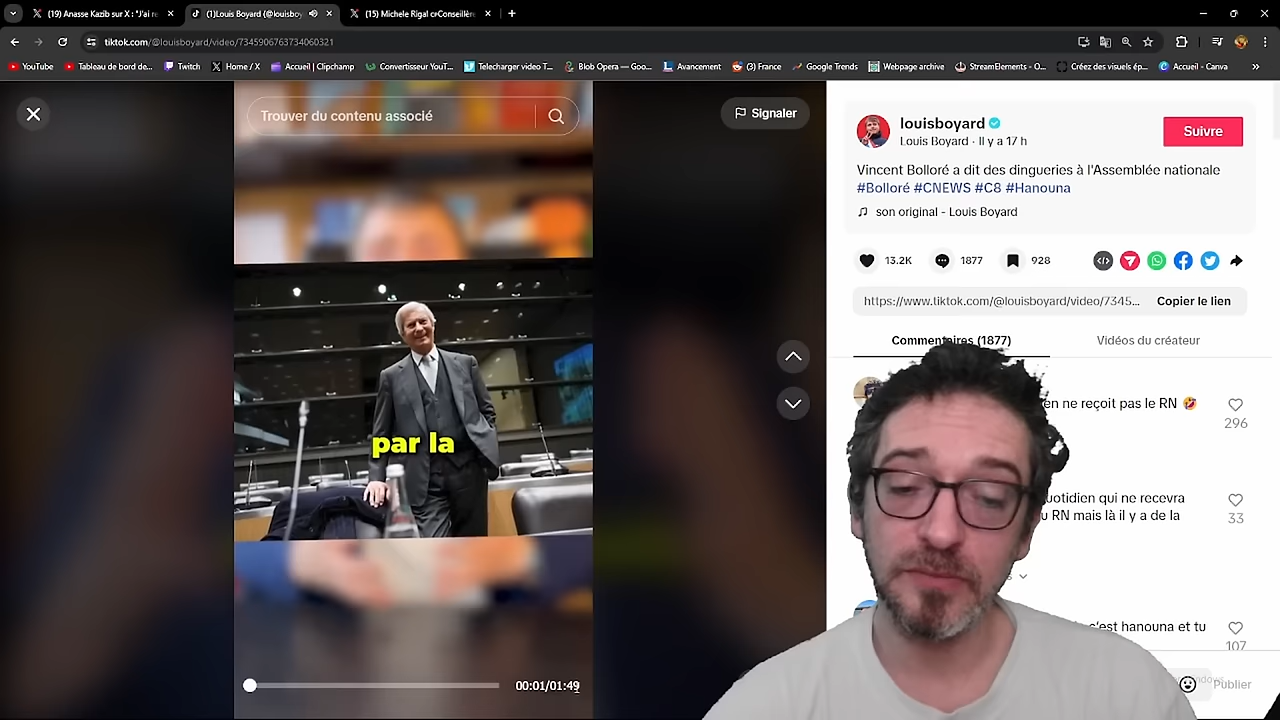 (19) Anasse Kazib sur X : "J'ai re
(1)Louis Boyard (@louisboy
(15) Michele Rigal c«Conseillèr
tiktok.com/@louisboyard/video/7345906763734060321
YouTube
Tableau de bord de...
Twitch
Home / X
Accueil | Clipchamp
Convertisseur YouT...
Telecharger video T...
Blob Opera — Goo...
Avancement
(3) France
Google Trends
Webpage archive
StreamElements - O...
Créez des visuels ép...
Accueil - Canva
Trouver du contenu associé
Signaler
par la
00:01/01:49
louisboyard
Louis Boyard · Il y a 17 h
Suivre
Vincent Bolloré a dit des dingueries à l'Assemblée nationale
#Bolloré #CNEWS #C8 #Hanouna
son original - Louis Boyard
13.2K
1877
928
https://www.tiktok.com/@louisboyard/video/7345...
Copier le lien
Commentaires (1877)
Vidéos du créateur
en ne reçoit pas le RN 🤣
296
uotidien qui ne recevra
RN mais là il y a de la
33
c'est hanouna et tu
107
Publier